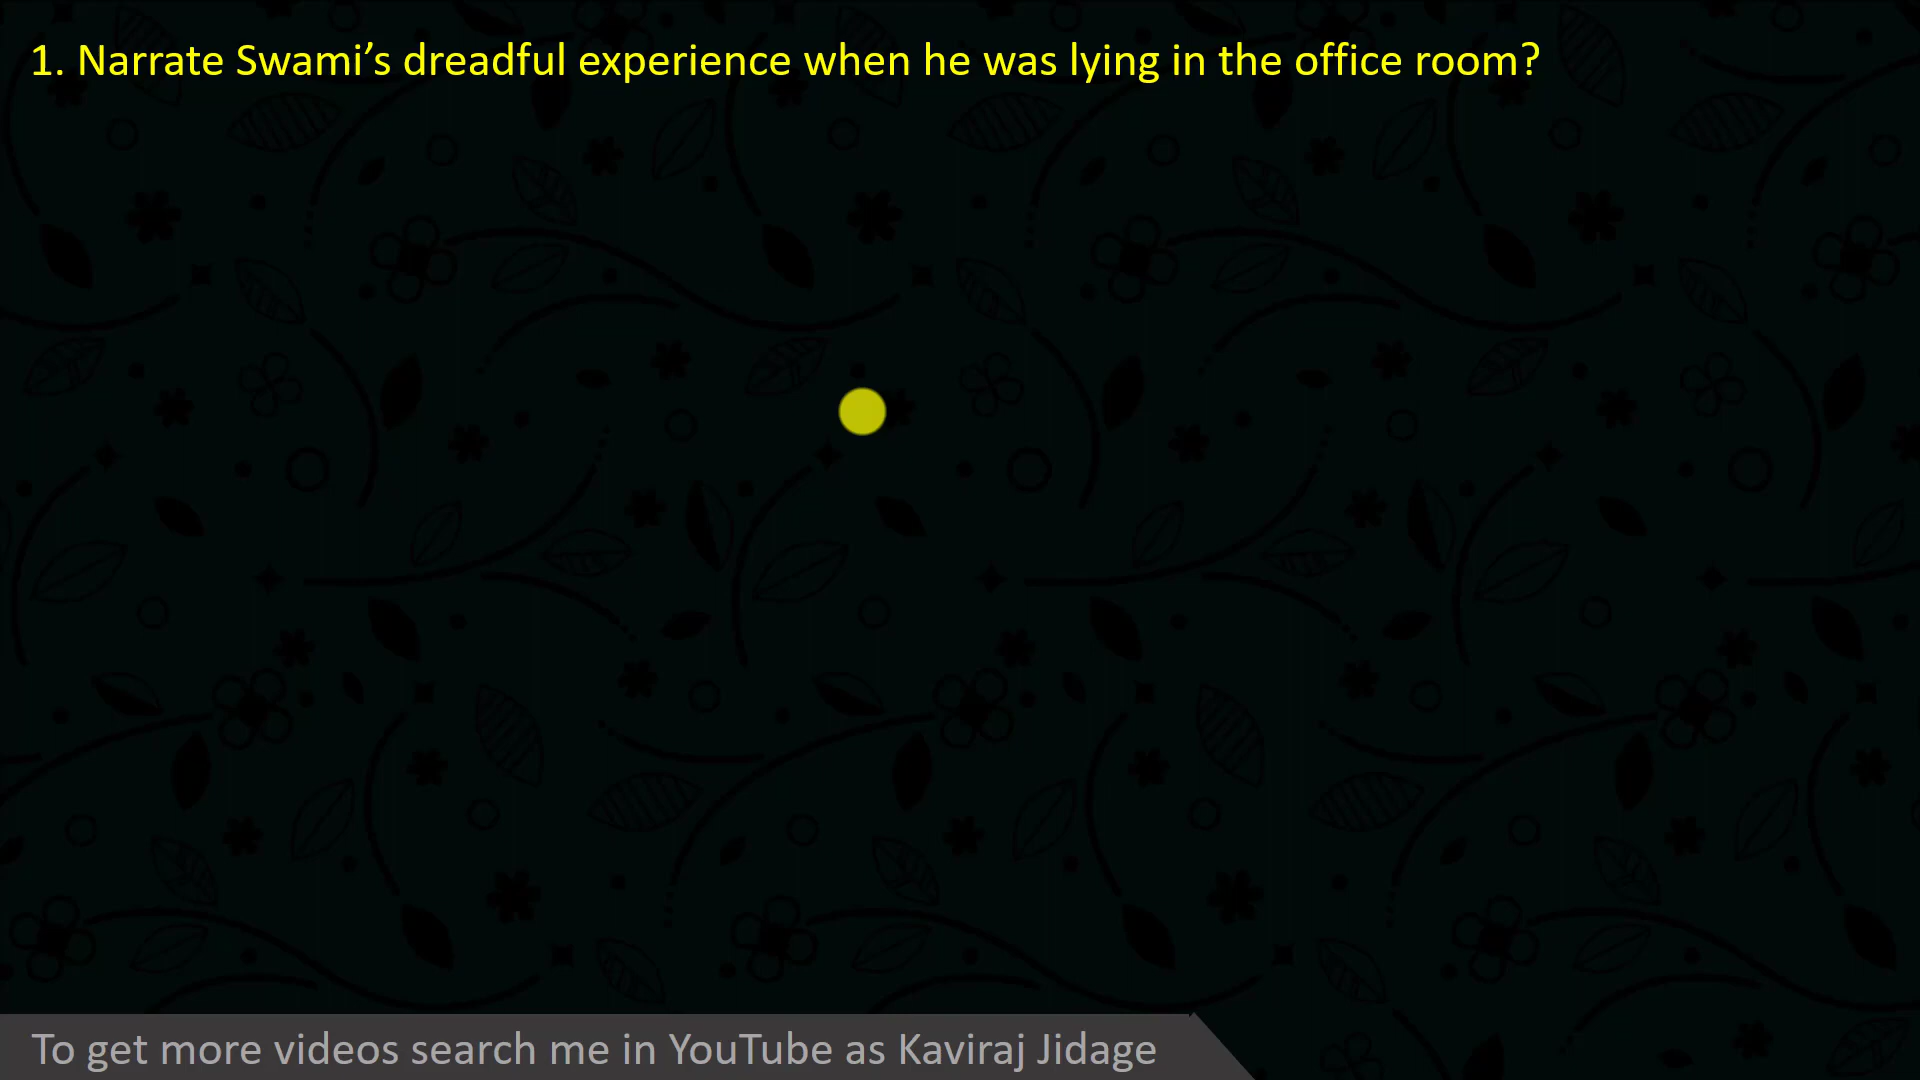 1. Narrate Swami’s dreadful experience when he was lying in the office room?
To get more videos search me in YouTube as Kaviraj Jidage